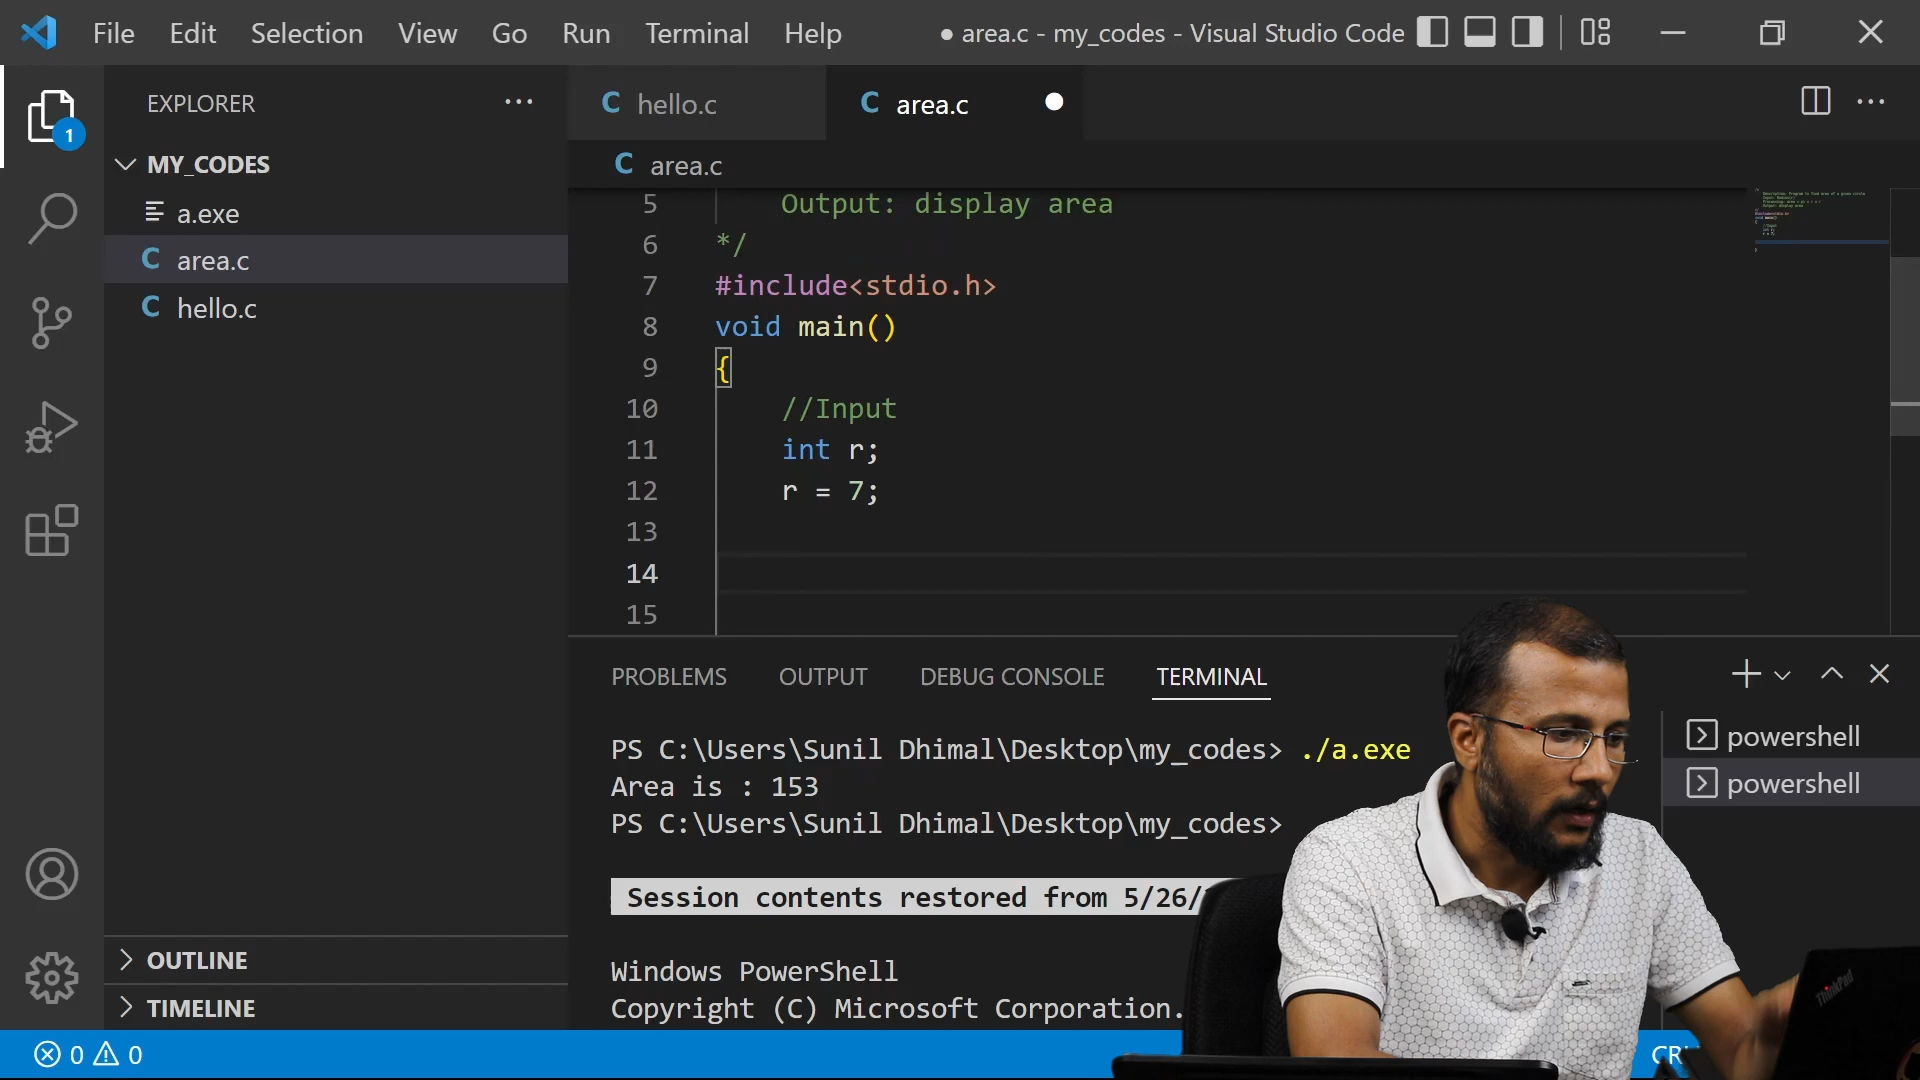 File Edit Selection View Go Run Terminal Help
● area.c - my_codes - Visual Studio Code
1
EXPLORER
MY_CODES
a.exe
C area.c
C hello.c
OUTLINE
TIMELINE
C hello.c
C area.c
C area.c
5 Output: display area
6 */
7 #include<stdio.h>
8 void main()
9 {
10 //Input
11 int r;
12 r = 7;
13
14
15
PROBLEMS OUTPUT DEBUG CONSOLE TERMINAL
PS C:\Users\Sunil Dhimal\Desktop\my_codes> ./a.exe
Area is : 153
PS C:\Users\Sunil Dhimal\Desktop\my_codes>
Session contents restored from 5/26/
Windows PowerShell
Copyright (C) Microsoft Corporation.
powershell
powershell
ThinkPad
0 0